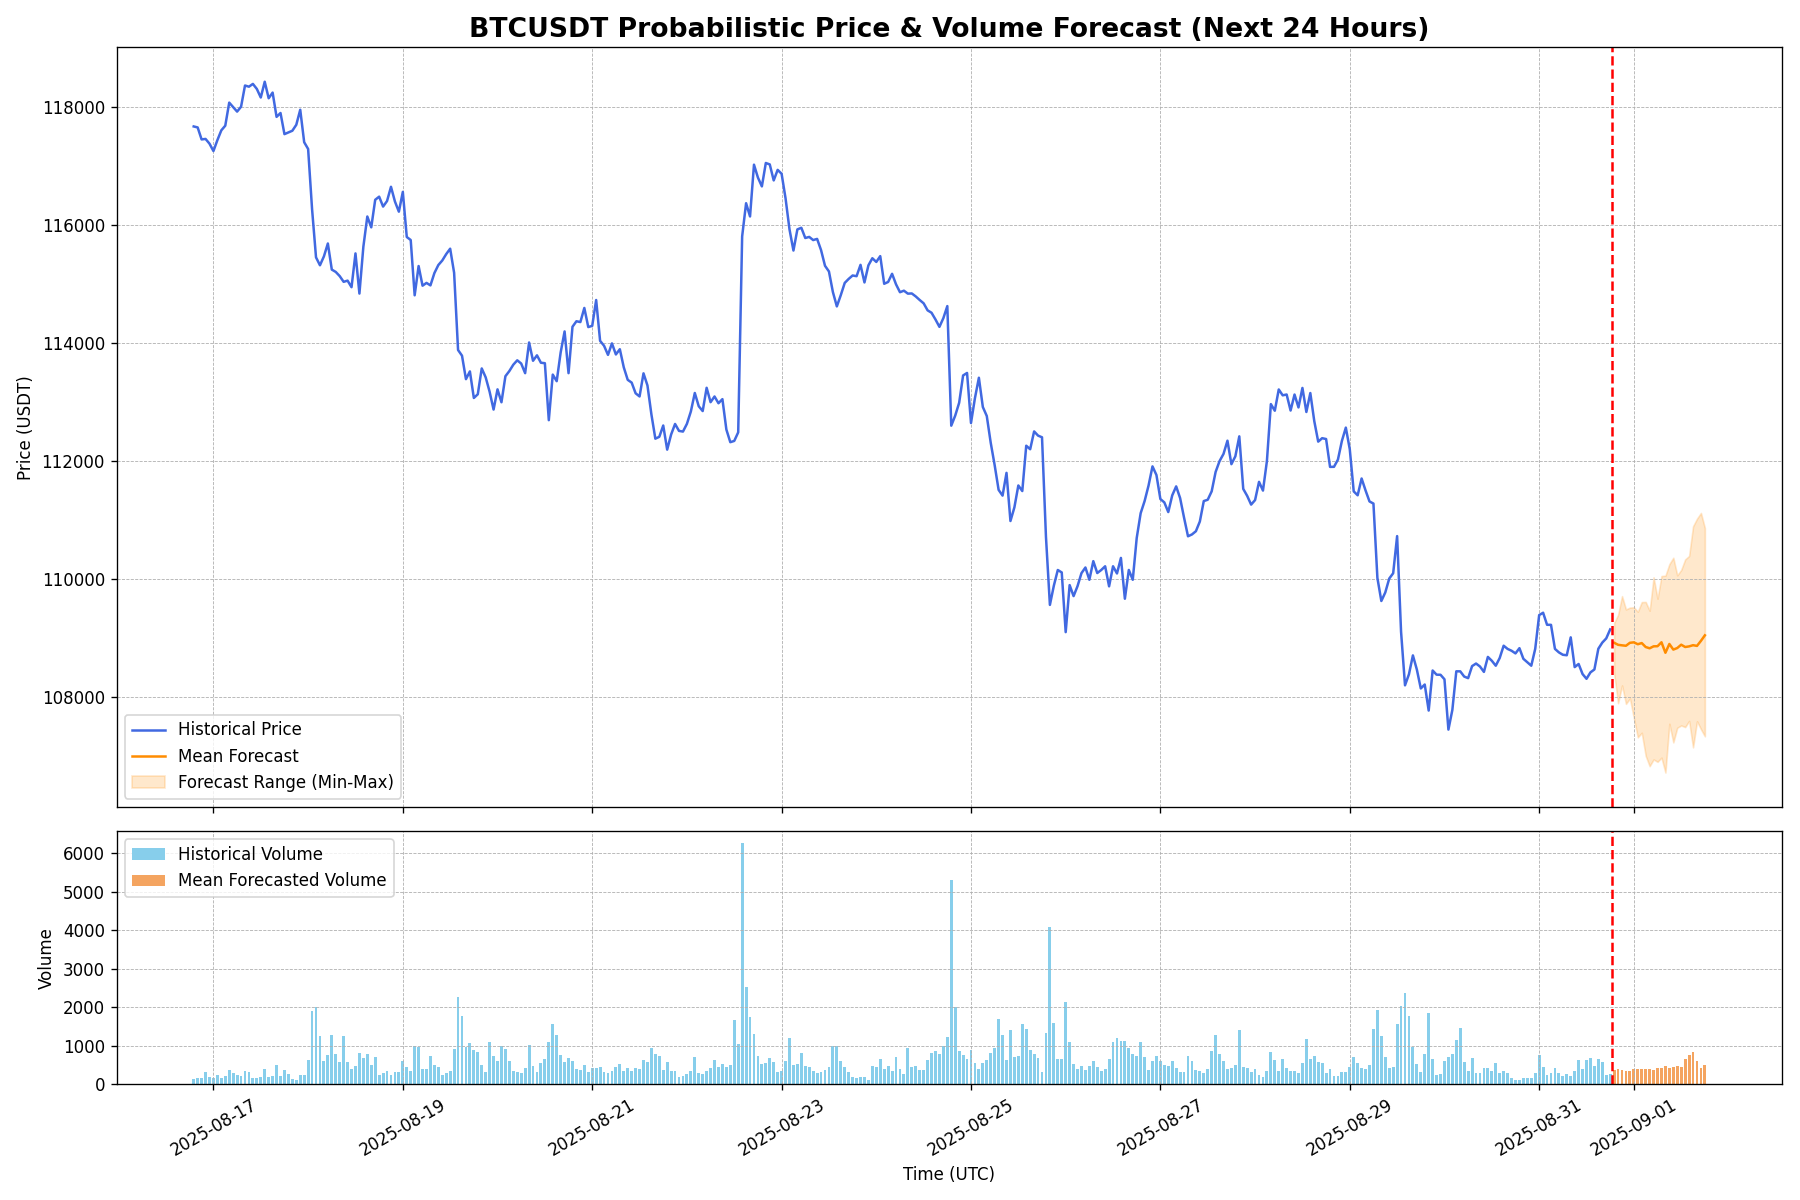 BTCUSDT Probabilistic Price & Volume Forecast (Next 24 Hours)
Price (USDT)
118000
116000
114000
112000
110000
108000
Historical Price
Mean Forecast
Forecast Range (Min-Max)
Volume
6000
5000
4000
3000
2000
1000
0
Historical Volume
Mean Forecasted Volume
2025-08-17
2025-08-19
2025-08-21
2025-08-23
2025-08-25
2025-08-27
2025-08-29
2025-08-31
2025-09-01
Time (UTC)